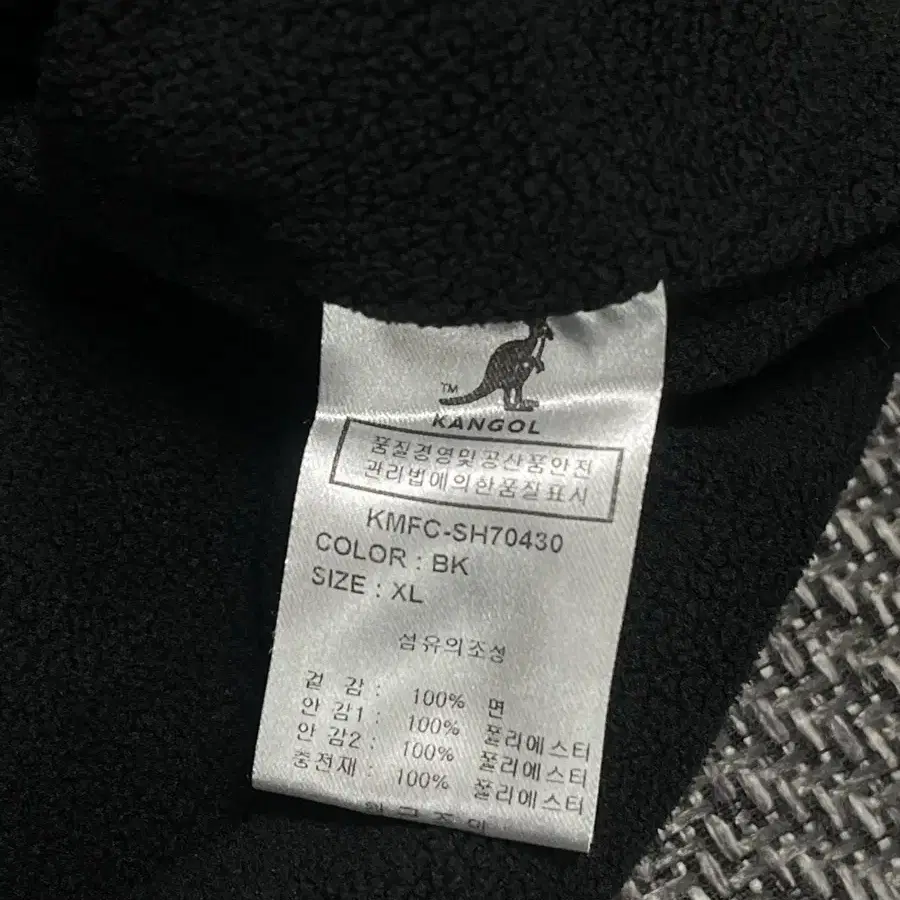 TM
KANGOL
품질경영및공산품안전
관리법에의한품질표시
KMFC-SH70430
COLOR : BK
SIZE : XL
섬유의조성
겉 감 : 100% 면
안 감1 : 100% 폴리에스터
안 감2 : 100% 폴리에스터
충전재 : 100% 폴리에스터